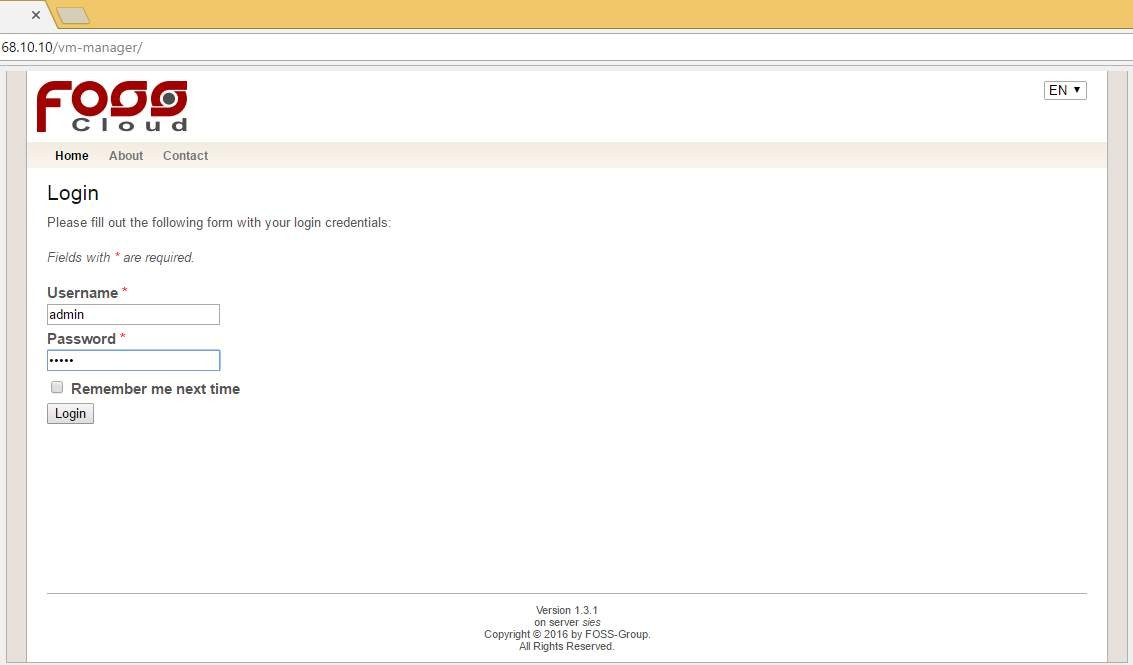 68.10.10/vm-manager/
FOSS
Cloud
EN
Home About Contact
Login
Please fill out the following form with your login credentials:
Fields with * are required.
Username *
admin
Password *
•••••
Remember me next time
Login
Version 1.3.1
on server sies
Copyright © 2016 by FOSS-Group.
All Rights Reserved.